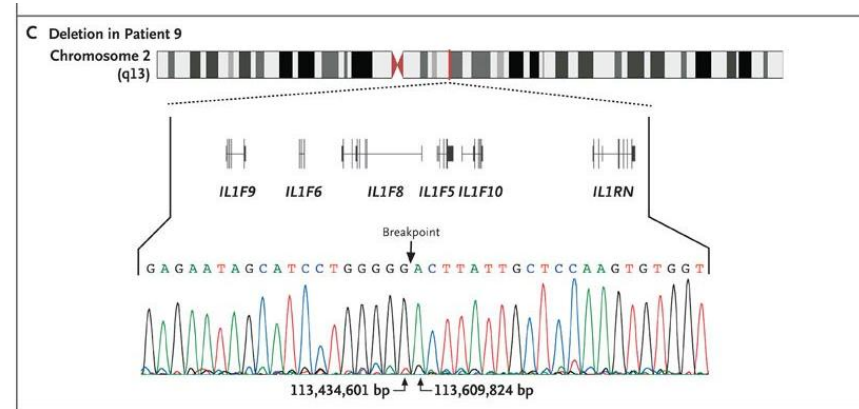 C Deletion in Patient 9
Chromosome 2
(q13)
IL1F9 IL1F6 IL1F8 IL1F5 IL1F10 IL1RN
Breakpoint
G A G A A T A G C A T C C T G G G G G A C T T A T T G C T C C A A G T G T G G T
113,434,601 bp 113,609,824 bp